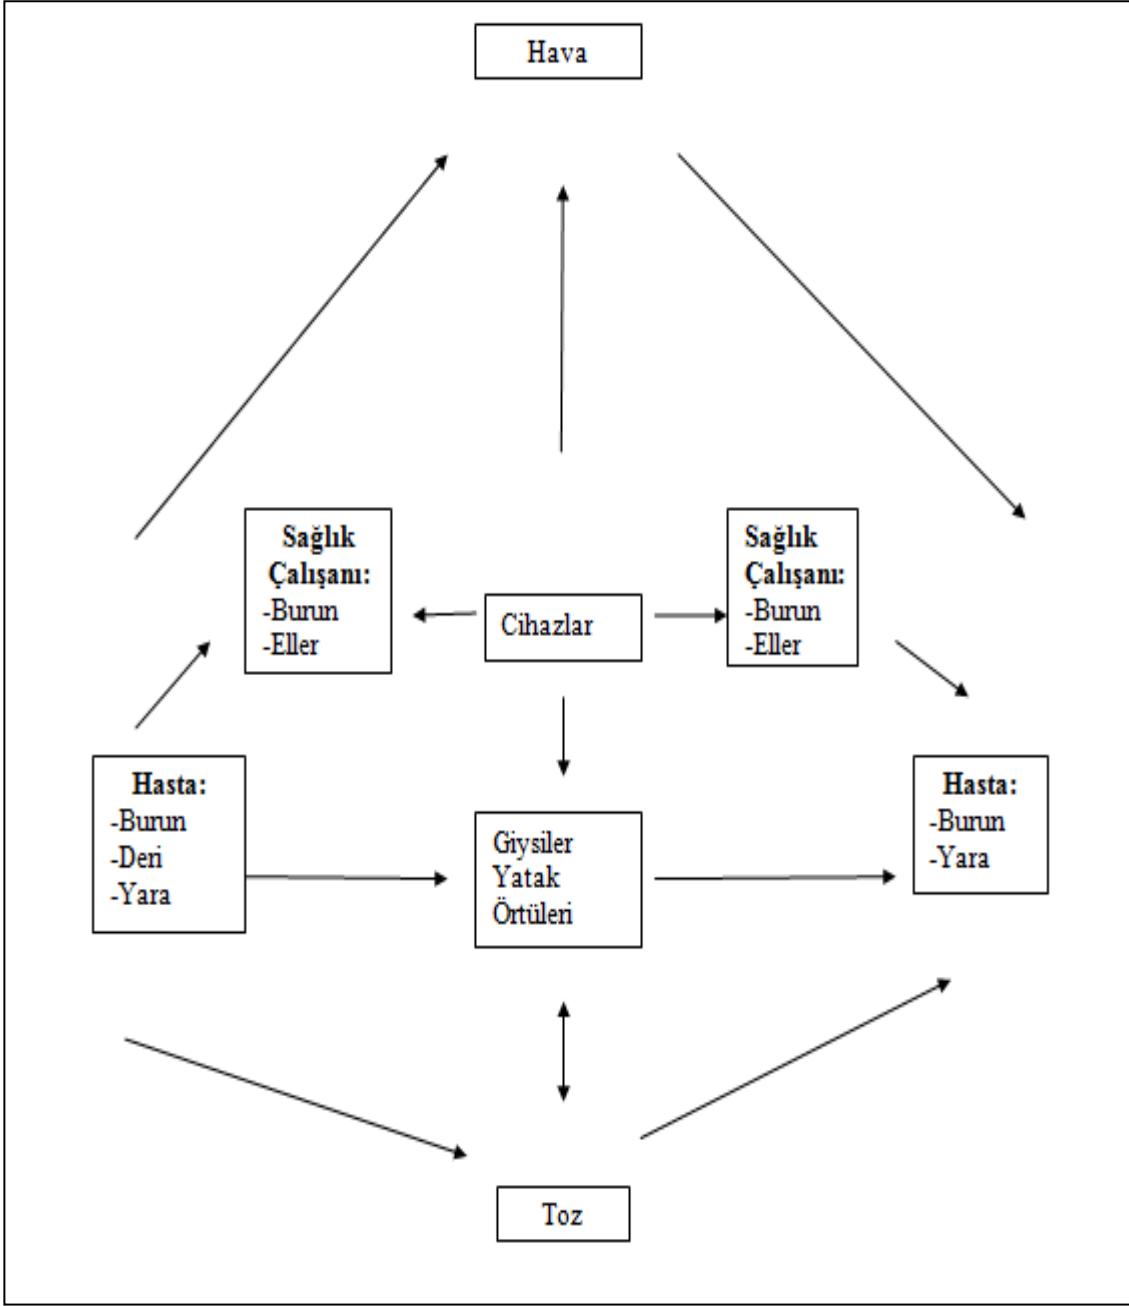 Hava
Sağlık
Çalışanı:
-Burun
-Eller
Cihazlar
Sağlık
Çalışanı:
-Burun
-Eller
Hasta:
-Burun
-Deri
-Yara
Giysiler
Yatak
Örtüleri
Hasta:
-Burun
-Yara
Toz